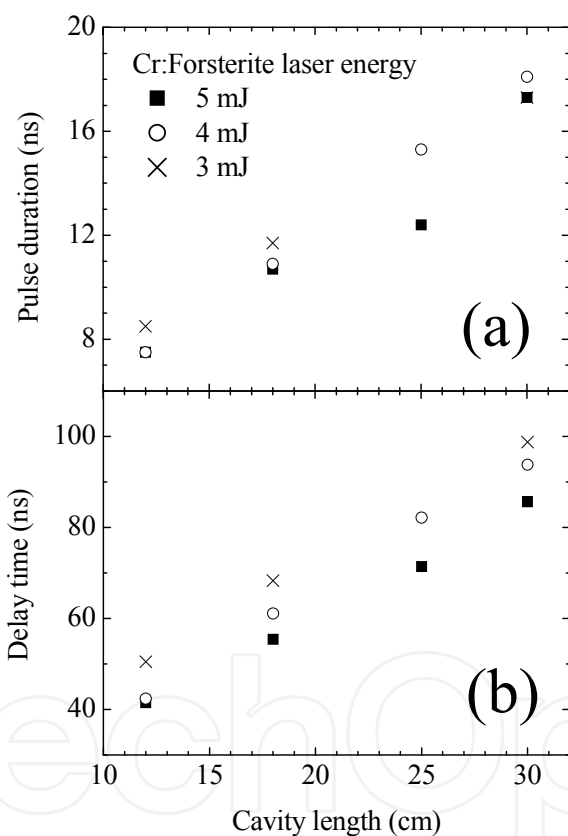 20
16
12
8
Pulse duration (ns)
Cr:Forsterite laser energy
5 mJ
4 mJ
3 mJ
(a)
100
80
60
40
Delay time (ns)
(b)
10
15
20
25
30
Cavity length (cm)